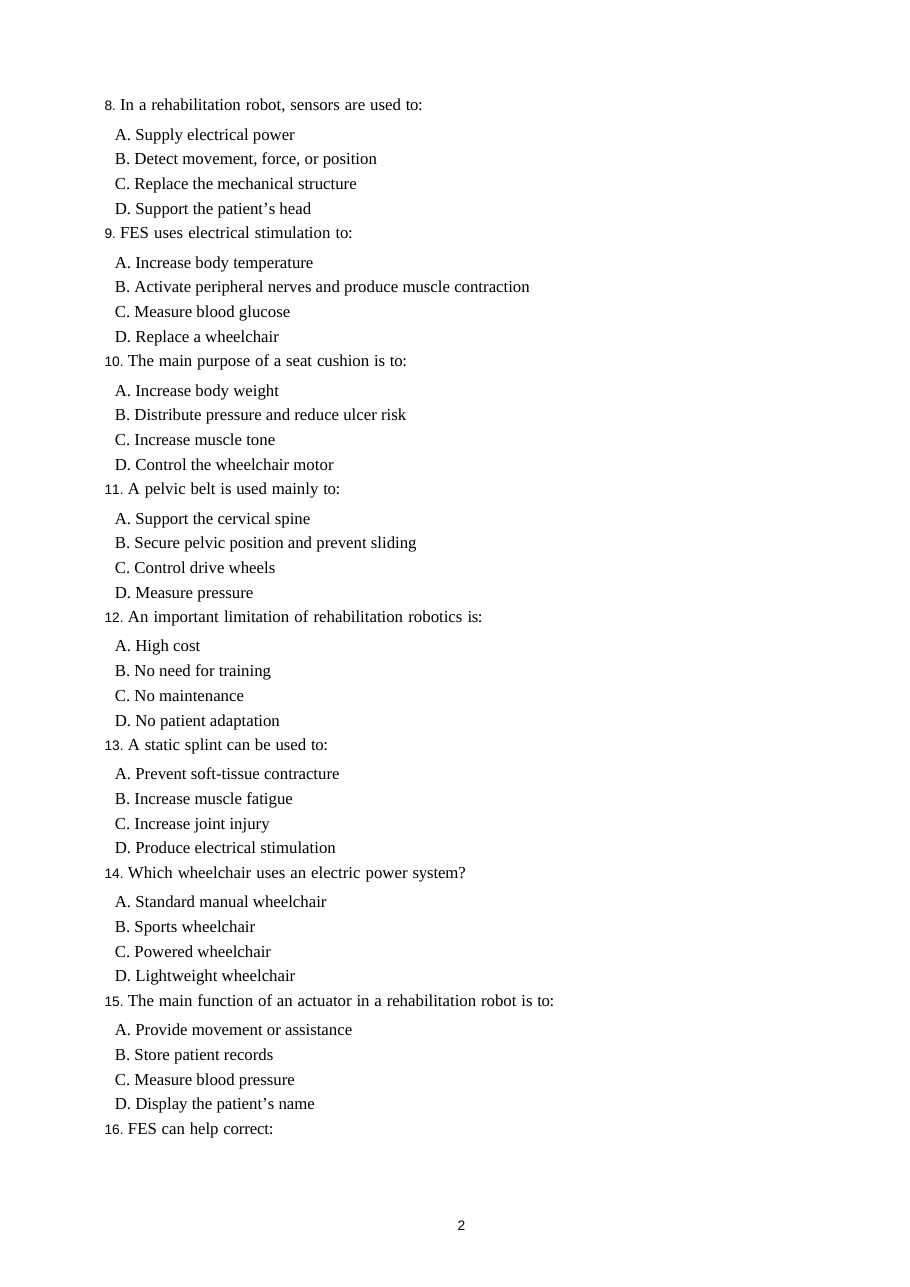 8. In a rehabilitation robot, sensors are used to:
A. Supply electrical power
B. Detect movement, force, or position
C. Replace the mechanical structure
D. Support the patient’s head
9. FES uses electrical stimulation to:
A. Increase body temperature
B. Activate peripheral nerves and produce muscle contraction
C. Measure blood glucose
D. Replace a wheelchair
10. The main purpose of a seat cushion is to:
A. Increase body weight
B. Distribute pressure and reduce ulcer risk
C. Increase muscle tone
D. Control the wheelchair motor
11. A pelvic belt is used mainly to:
A. Support the cervical spine
B. Secure pelvic position and prevent sliding
C. Control drive wheels
D. Measure pressure
12. An important limitation of rehabilitation robotics is:
A. High cost
B. No need for training
C. No maintenance
D. No patient adaptation
13. A static splint can be used to:
A. Prevent soft-tissue contracture
B. Increase muscle fatigue
C. Increase joint injury
D. Produce electrical stimulation
14. Which wheelchair uses an electric power system?
A. Standard manual wheelchair
B. Sports wheelchair
C. Powered wheelchair
D. Lightweight wheelchair
15. The main function of an actuator in a rehabilitation robot is to:
A. Provide movement or assistance
B. Store patient records
C. Measure blood pressure
D. Display the patient’s name
16. FES can help correct:
2